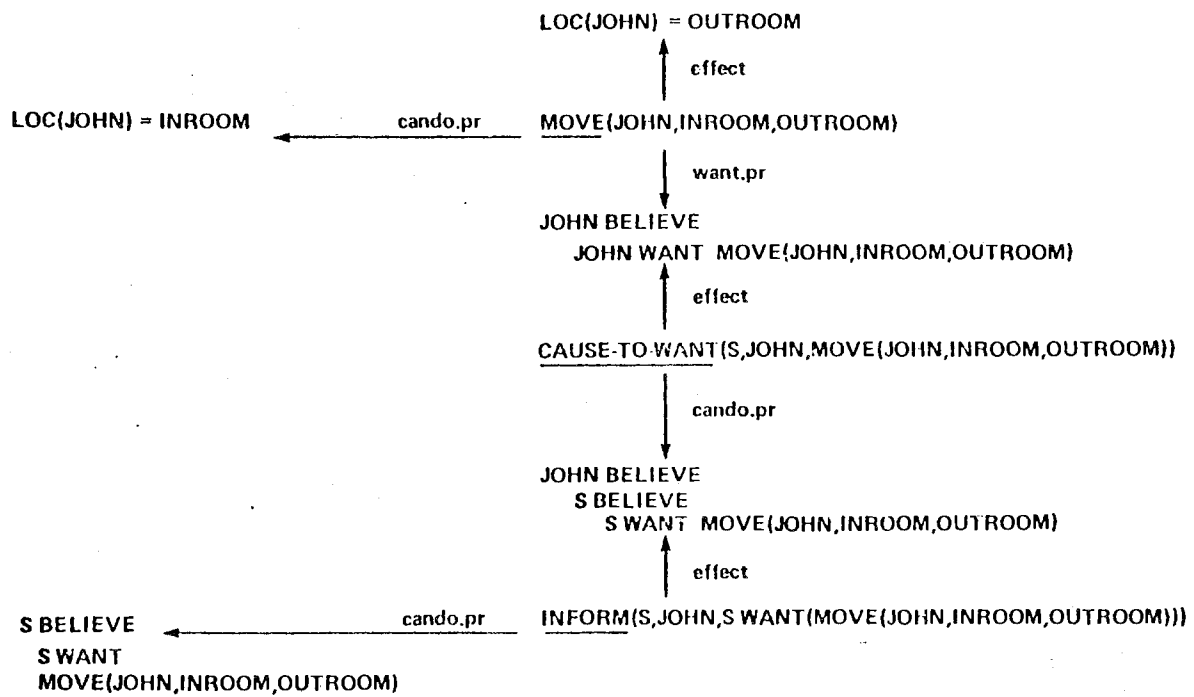 LOC(JOHN) = OUTROOM
effect
LOC(JOHN) = INROOM
cando.pr
MOVE(JOHN,INROOM,OUTROOM)
want.pr
JOHN BELIEVE
JOHN WANT MOVE(JOHN,INROOM,OUTROOM)
effect
CAUSE-TO-WANT(S,JOHN,MOVE(JOHN,INROOM,OUTROOM))
cando.pr
JOHN BELIEVE
S BELIEVE
S WANT MOVE(JOHN,INROOM,OUTROOM)
effect
S BELIEVE
cando.pr
INFORM(S,JOHN,S WANT(MOVE(JOHN,INROOM,OUTROOM)))
S WANT
MOVE(JOHN,INROOM,OUTROOM)